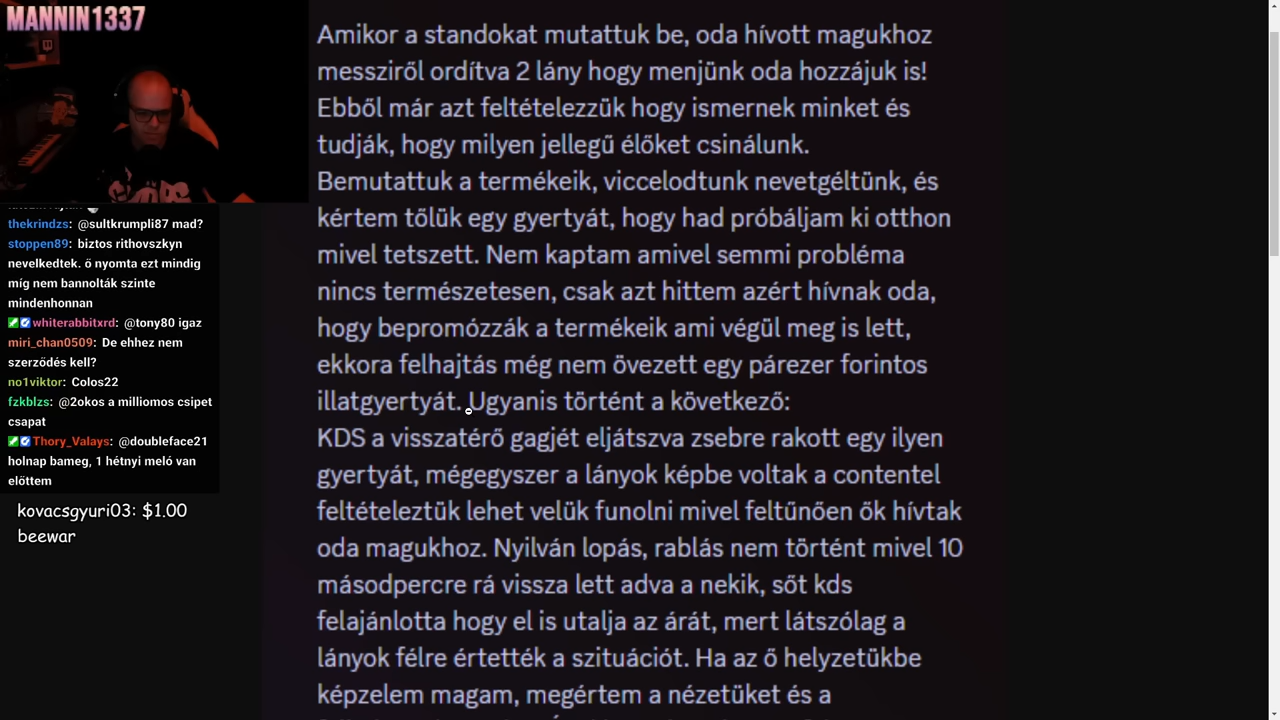 MANNIN1337
thekrindzs: @sultkrumpli87 mad?
stoppen89: biztos rithovszkyn
nevelkedtek. ő nyomta ezt mindig
míg nem bannolták szinte
mindenhonnan
whiterabbitxrd: @tony80 igaz
miri_chan0509: De ehhez nem
szerződés kell?
no1viktor: Colos22
fzkblzs: @2okos a milliomos csipet
csapat
Thory_Valays: @doubleface21
holnap bameg, 1 hétnyi meló van
előttem
kovacsgyuri03: $1.00
beewar
Amikor a standokat mutattuk be, oda hívott magukhoz
messziről ordítva 2 lány hogy menjünk oda hozzájuk is!
Ebből már azt feltételezzük hogy ismernek minket és
tudják, hogy milyen jellegű élőket csinálunk.
Bemutattuk a termékeik, viccelodtunk nevetgéltünk, és
kértem tőlük egy gyertyát, hogy had próbáljam ki otthon
mivel tetszett. Nem kaptam amivel semmi probléma
nincs természetesen, csak azt hittem azért hívnak oda,
hogy bepromózzák a termékeik ami végül meg is lett,
ekkora felhajtás még nem övezett egy párezer forintos
illatgyertyát. Ugyanis történt a következő:
KDS a visszatérő gagjét eljátszva zsebre rakott egy ilyen
gyertyát, mégegyszer a lányok képbe voltak a contentel
feltételeztük lehet velük funolni mivel feltűnően ők hívtak
oda magukhoz. Nyilván lopás, rablás nem történt mivel 10
másodpercre rá vissza lett adva a nekik, sőt kds
felajánlotta hogy el is utalja az árát, mert látszólag a
lányok félre értették a szituációt. Ha az ő helyzetükbe
képzelem magam, megértem a nézetüket és a